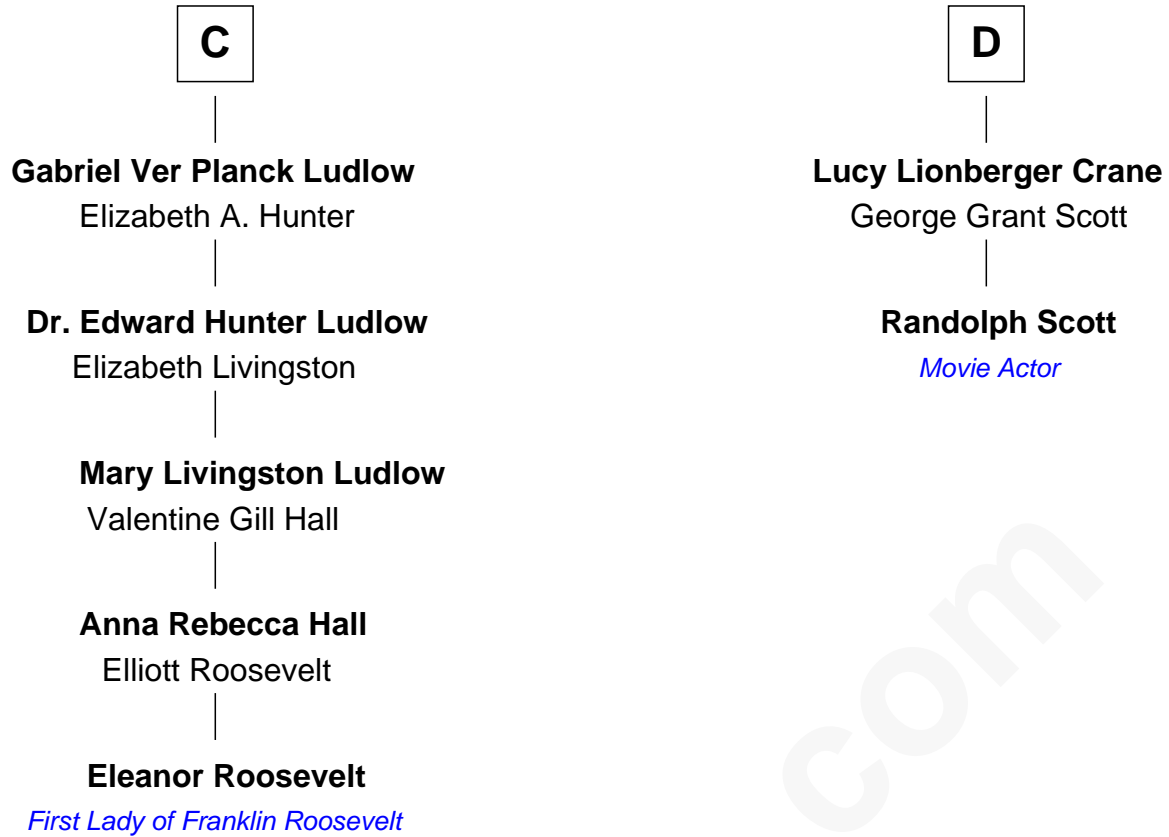 C
Gabriel Ver Planck Ludlow
Elizabeth A. Hunter
Dr. Edward Hunter Ludlow
Elizabeth Livingston
Mary Livingston Ludlow
Valentine Gill Hall
Anna Rebecca Hall
Elliott Roosevelt
Eleanor Roosevelt
First Lady of Franklin Roosevelt
D
Lucy Lionberger Crane
George Grant Scott
Randolph Scott
Movie Actor
com